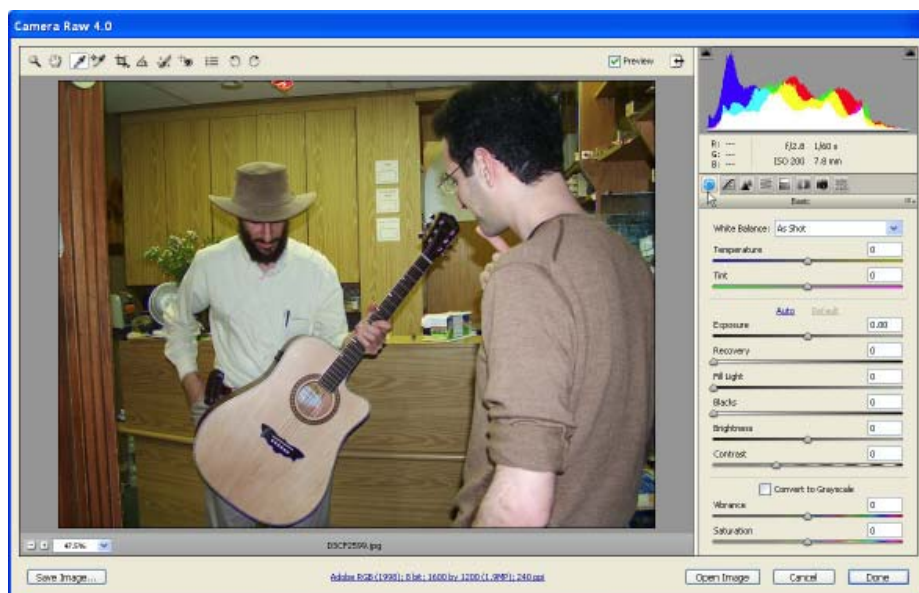 Camera Raw 4.0
Preview
R: ---
G: ---
B: ---
f/2.8 1/60 s
ISO 200 7.8 mm
Basic
White Balance: As Shot
Temperature 0
Tint 0
Auto Default
Exposure 0.00
Recovery 0
Fill Light 0
Blacks 0
Brightness 0
Contrast 0
Convert to Grayscale
Vibrance 0
Saturation 0
47.5%
DSCF2599.jpg
Save Image...
Adobe RGB (1998); 8 bit; 1600 by 1200 (1.9MP); 240 ppi
Open Image
Cancel
Done